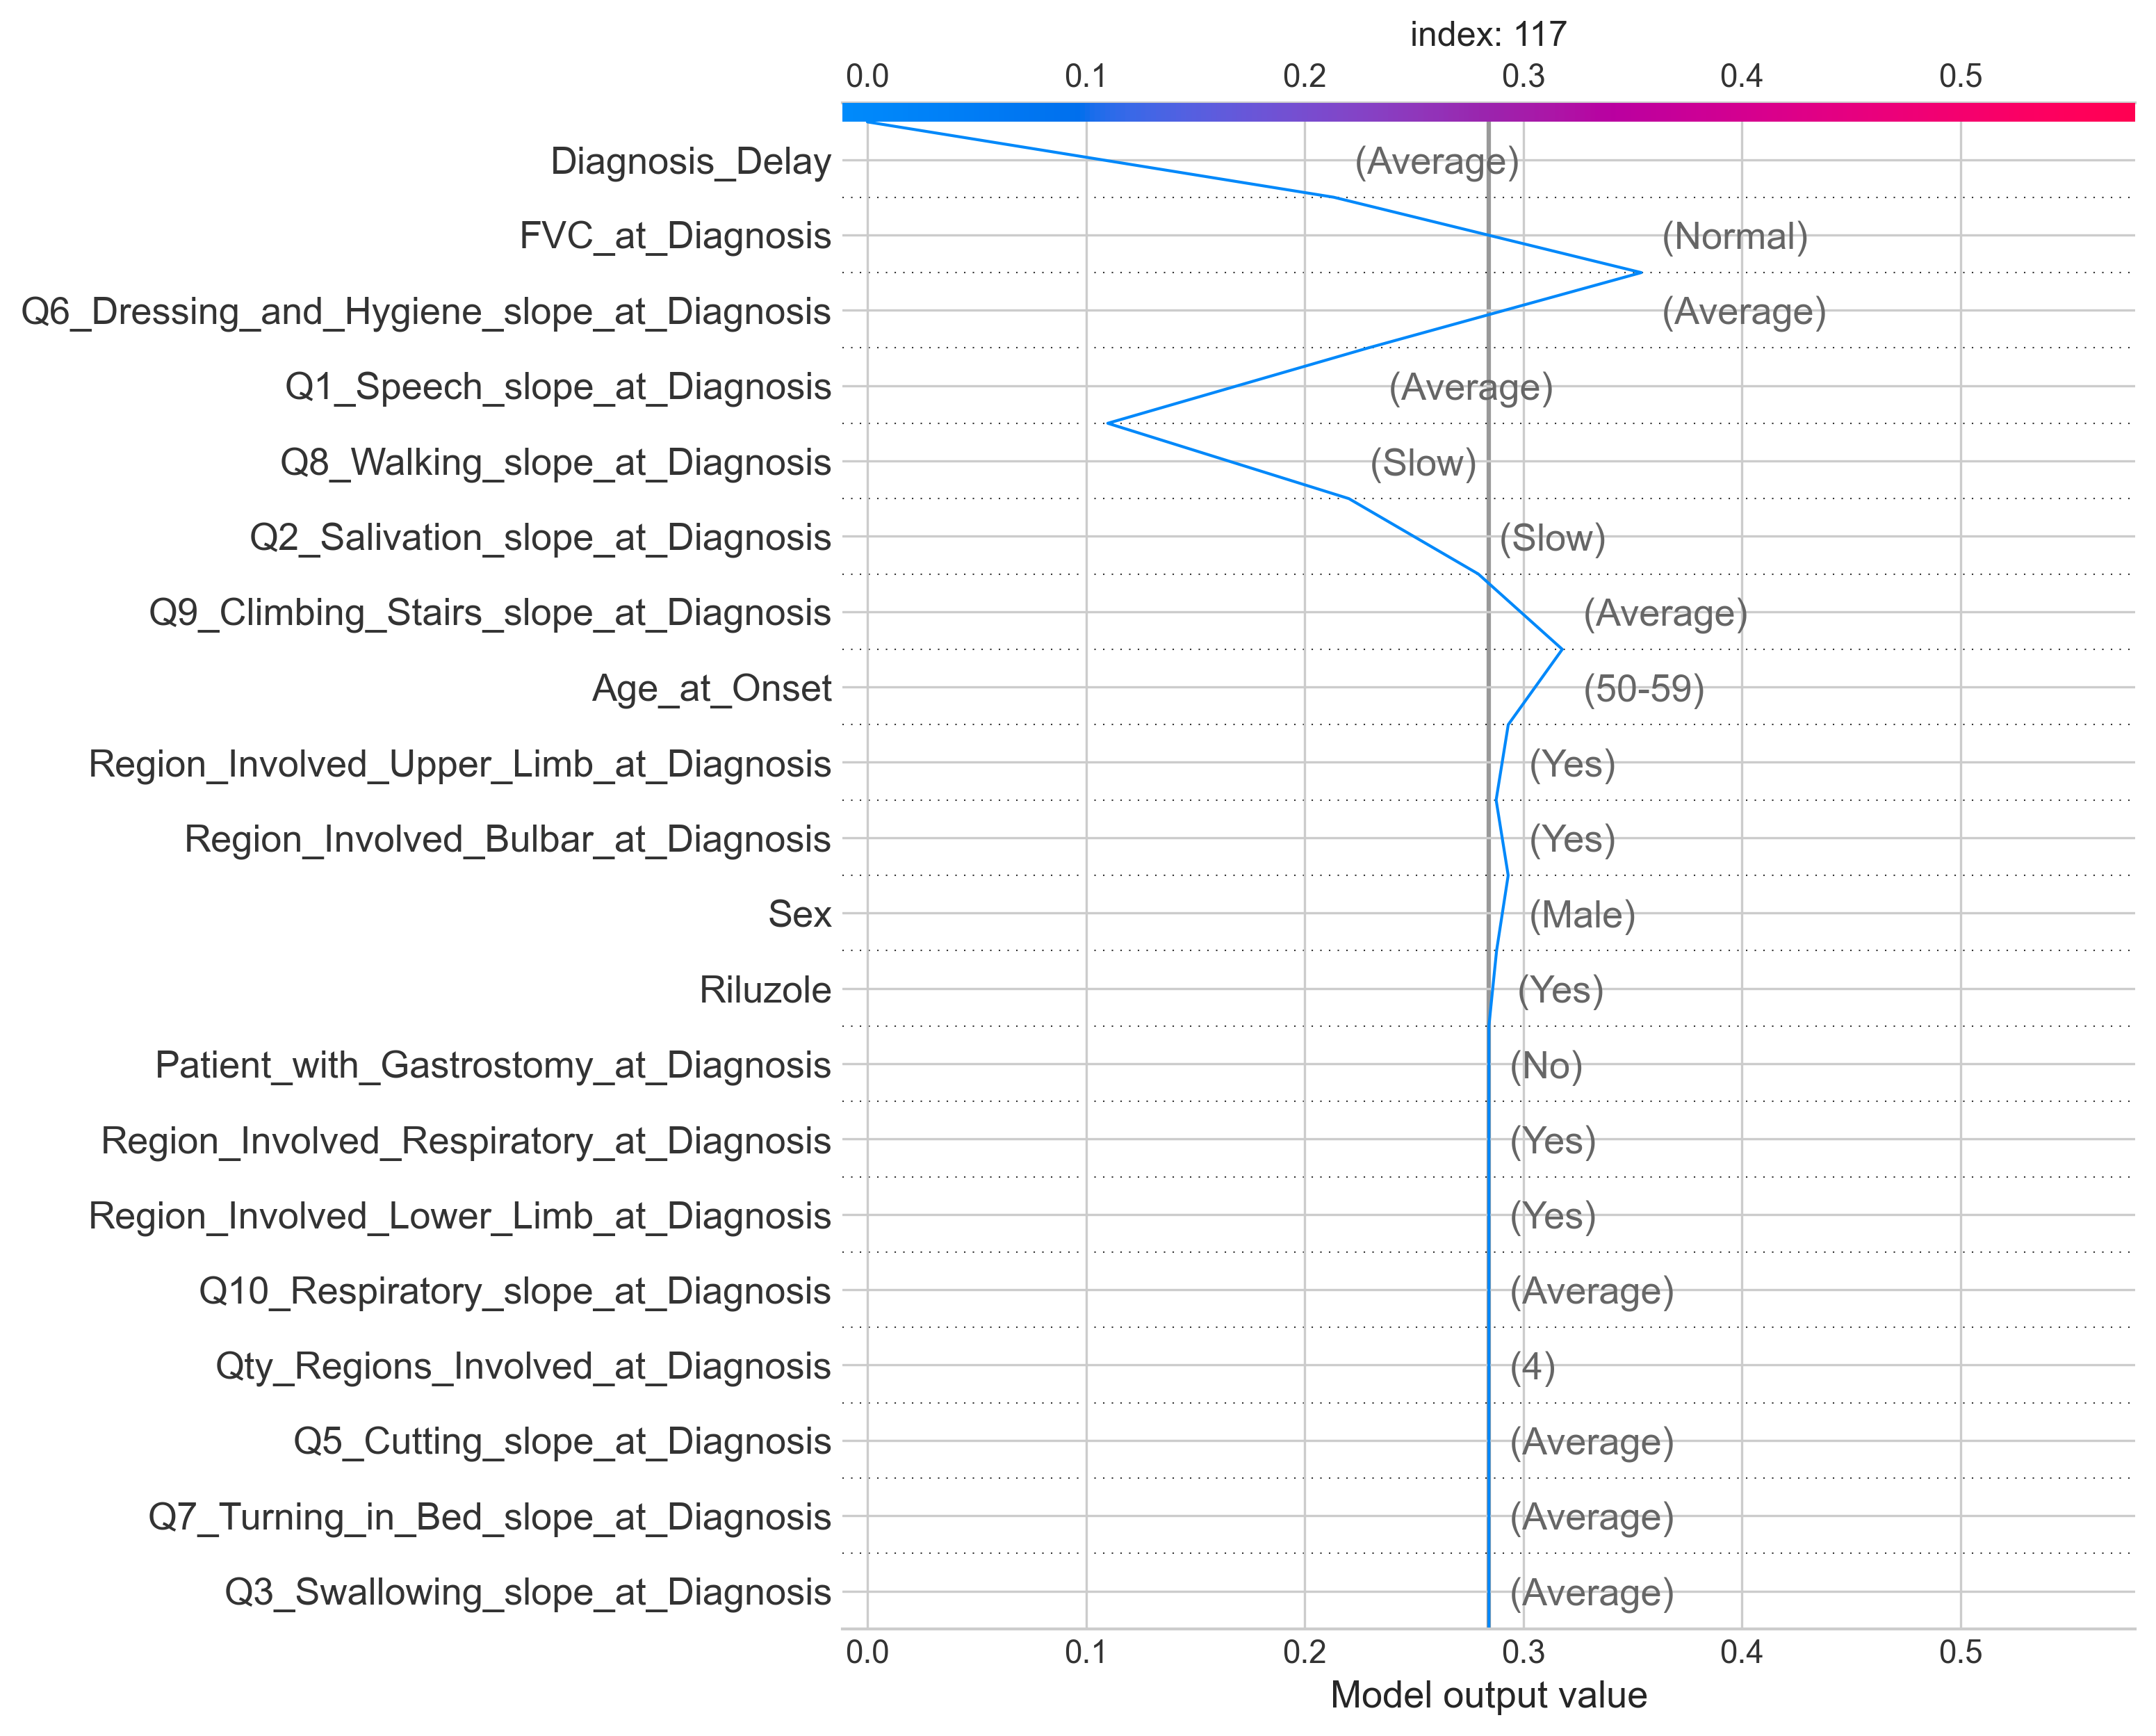 index: 117
0.0 0.1 0.2 0.3 0.4 0.5
Diagnosis_Delay (Average)
FVC_at_Diagnosis (Normal)
Q6_Dressing_and_Hygiene_slope_at_Diagnosis (Average)
Q1_Speech_slope_at_Diagnosis (Average)
Q8_Walking_slope_at_Diagnosis (Slow)
Q2_Salivation_slope_at_Diagnosis (Slow)
Q9_Climbing_Stairs_slope_at_Diagnosis (Average)
Age_at_Onset (50-59)
Region_Involved_Upper_Limb_at_Diagnosis (Yes)
Region_Involved_Bulbar_at_Diagnosis (Yes)
Sex (Male)
Riluzole (Yes)
Patient_with_Gastrostomy_at_Diagnosis (No)
Region_Involved_Respiratory_at_Diagnosis (Yes)
Region_Involved_Lower_Limb_at_Diagnosis (Yes)
Q10_Respiratory_slope_at_Diagnosis (Average)
Qty_Regions_Involved_at_Diagnosis (4)
Q5_Cutting_slope_at_Diagnosis (Average)
Q7_Turning_in_Bed_slope_at_Diagnosis (Average)
Q3_Swallowing_slope_at_Diagnosis (Average)
0.0 0.1 0.2 0.3 0.4 0.5
Model output value